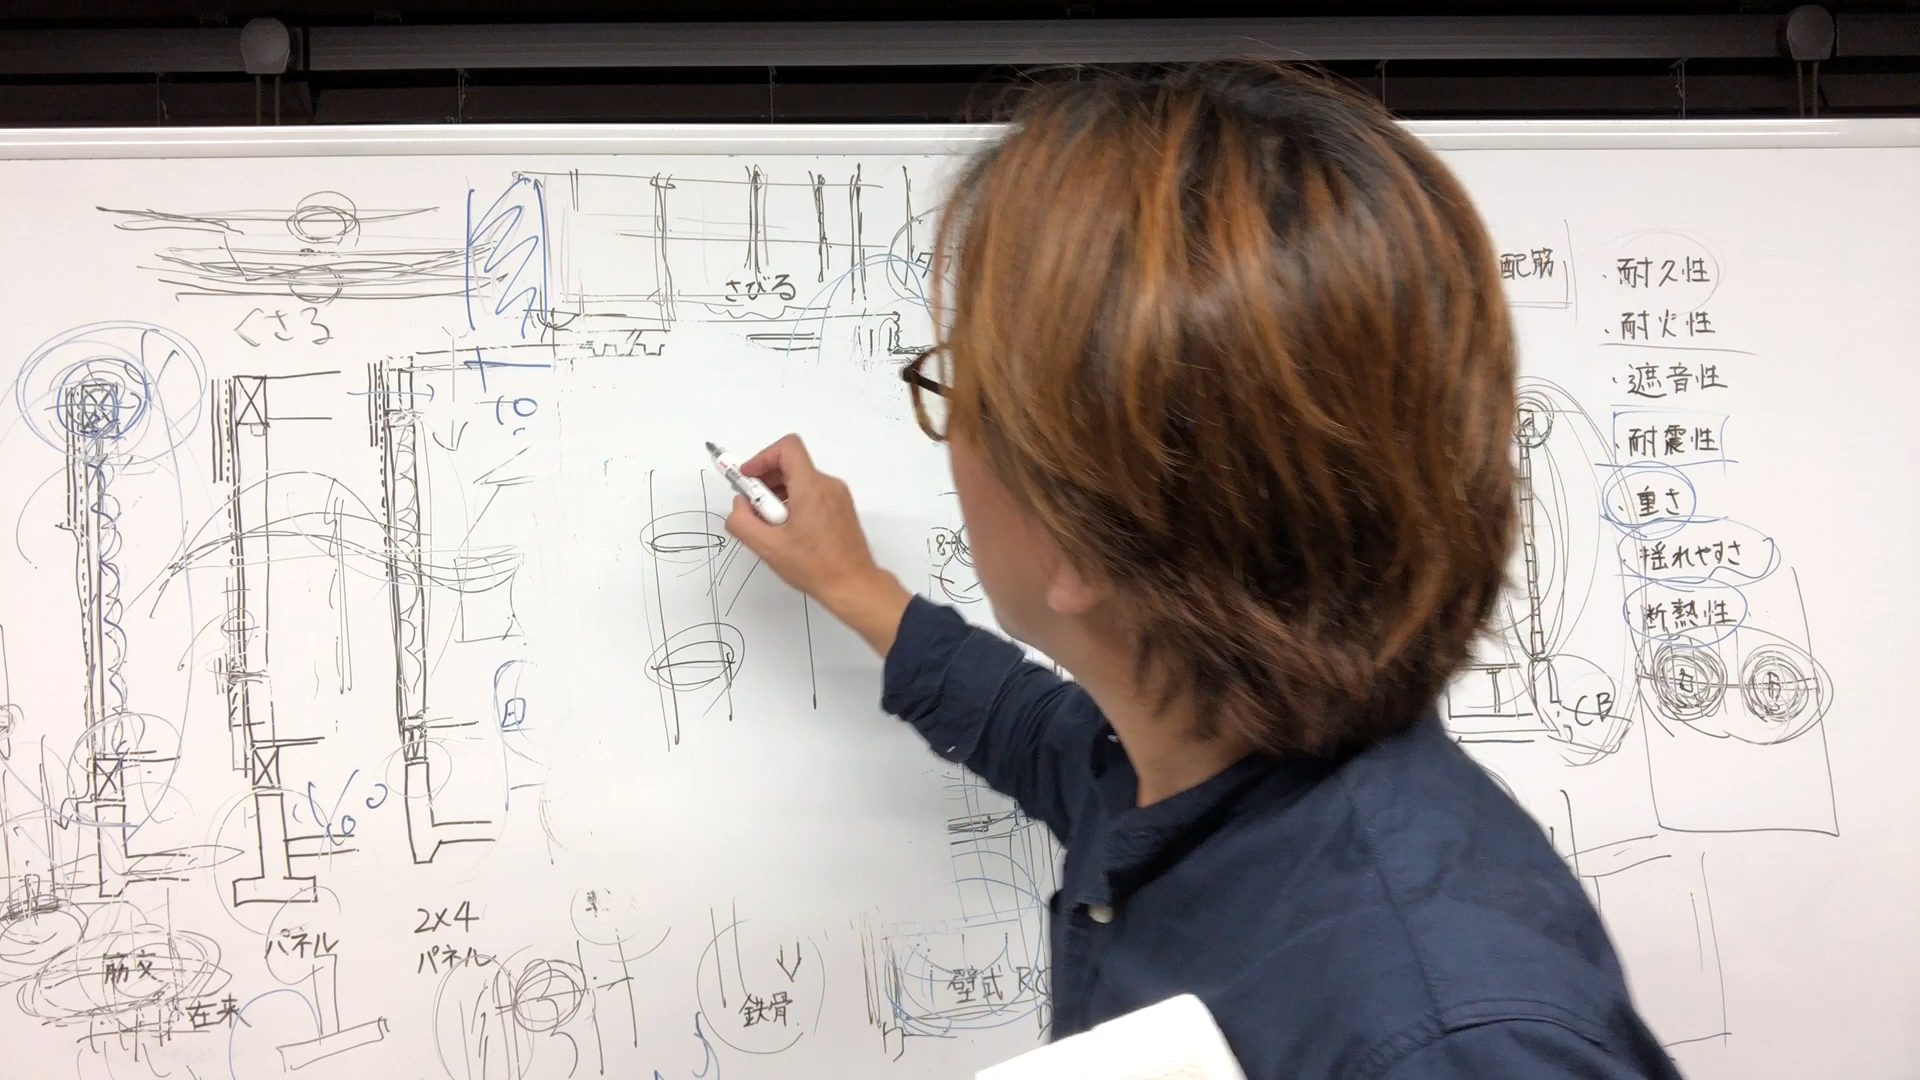 くさる
さびる
配筋
・耐久性
・耐火性
・遮音性
・耐震性
・重さ
・揺れやすさ
・断熱性
CB
筋交
在来
パネル
2×4
パネル
鉄骨
壁式RC